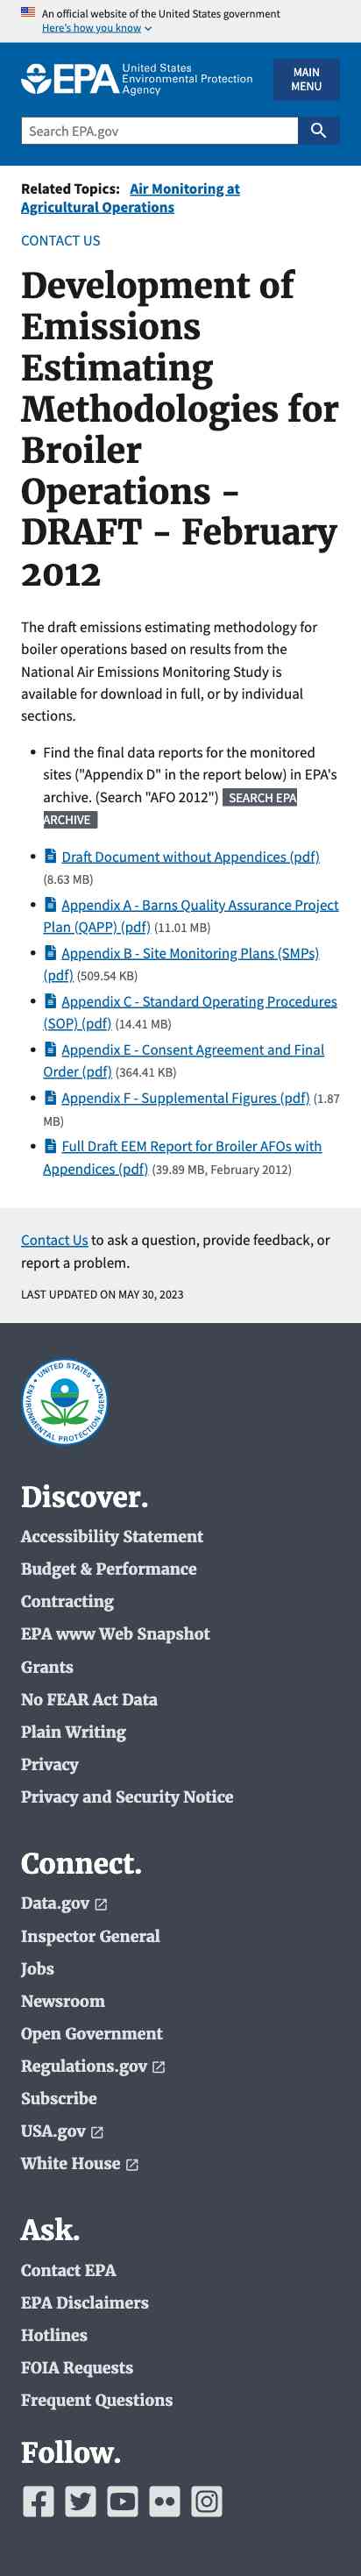 An official website of the United States government
Here's how you know
EPA United States
Environmental Protection
Agency
MAIN
MENU
Search EPA.gov
Related Topics: Air Monitoring at
Agricultural Operations
CONTACT US
Development of
Emissions
Estimating
Methodologies for
Broiler
Operations -
DRAFT - February
2012
The draft emissions estimating methodology for
broiler operations based on results from the
National Air Emissions Monitoring Study is
available for download in full, or by individual
sections.
• Find the final data reports for the monitored
sites ("Appendix D" in the report below) in EPA's
archive. (Search "AFO 2012") SEARCH EPA
ARCHIVE
• Draft Document without Appendices (pdf)
(8.63 MB)
• Appendix A - Barns Quality Assurance Project
Plan (QAPP) (pdf) (11.01 MB)
• Appendix B - Site Monitoring Plans (SMPs)
(pdf) (509.54 KB)
• Appendix C - Standard Operating Procedures
(SOP) (pdf) (14.41 MB)
• Appendix E - Consent Agreement and Final
Order (pdf) (364.41 KB)
• Appendix F - Supplemental Figures (pdf) (1.87
MB)
• Full Draft EEM Report for Broiler AFOs with
Appendices (pdf) (39.89 MB, February 2012)
Contact Us to ask a question, provide feedback, or
report a problem.
LAST UPDATED ON MAY 30, 2023
UNITED STATES
ENVIRONMENTAL PROTECTION AGENCY
Discover.
Accessibility Statement
Budget & Performance
Contracting
EPA www Web Snapshot
Grants
No FEAR Act Data
Plain Writing
Privacy
Privacy and Security Notice
Connect.
Data.gov
Inspector General
Jobs
Newsroom
Open Government
Regulations.gov
Subscribe
USA.gov
White House
Ask.
Contact EPA
EPA Disclaimers
Hotlines
FOIA Requests
Frequent Questions
Follow.